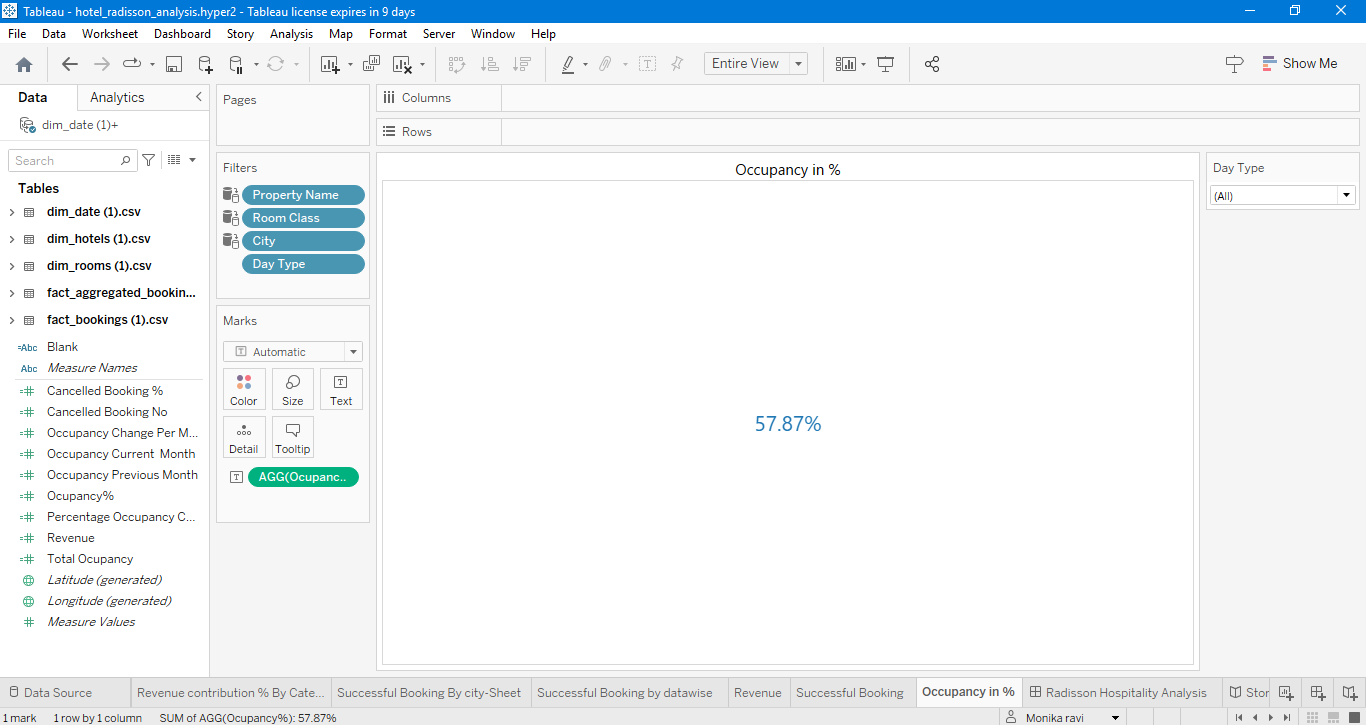 Tableau - hotel_radisson_analysis.hyper2 - Tableau license expires in 9 days
File Data Worksheet Dashboard Story Analysis Map Format Server Window Help
Entire View
Show Me
Data Analytics
dim_date (1)+
Search
Tables
dim_date (1).csv
dim_hotels (1).csv
dim_rooms (1).csv
fact_aggregated_bookin...
fact_bookings (1).csv
=Abc Blank
Abc Measure Names
Cancelled Booking %
Cancelled Booking No
Occupancy Change Per M...
Occupancy Current Month
Occupancy Previous Month
Ocupancy%
Percentage Occupancy C...
Revenue
Total Ocupancy
Latitude (generated)
Longitude (generated)
Measure Values
Pages
Filters
Property Name
Room Class
City
Day Type
Marks
Automatic
Color Size Text
Detail Tooltip
AGG(Ocupanc..
Columns
Rows
Occupancy in %
57.87%
Day Type
(All)
Data Source Revenue contribution % By Cate... Successful Booking By city-Sheet Successful Booking by datawise Revenue Successful Booking Occupancy in % Radisson Hospitality Analysis Stor
1 mark 1 row by 1 column SUM of AGG(Ocupancy%): 57.87% Monika ravi